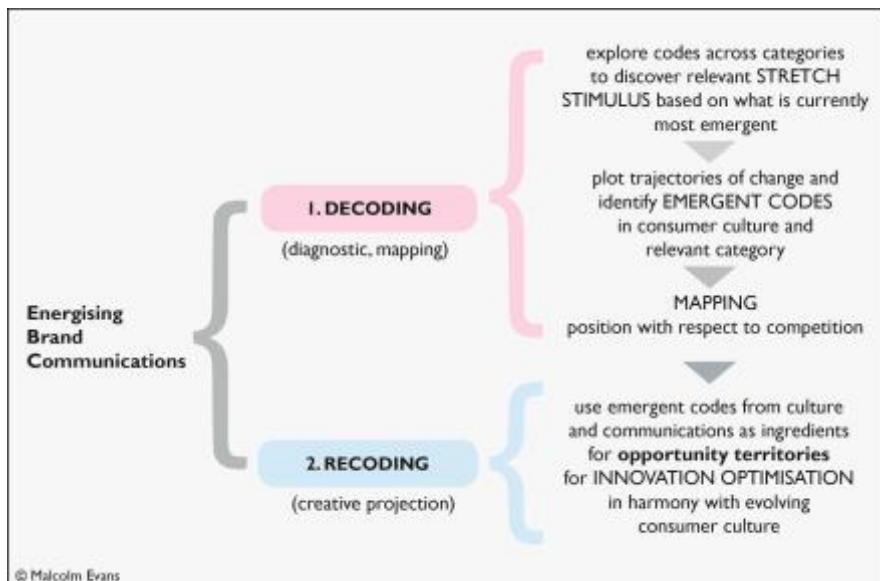 Energising
Brand
Communications
1. DECODING
(diagnostic, mapping)
explore codes across categories
to discover relevant STRETCH
STIMULUS based on what is currently
most emergent
plot trajectories of change and
identify EMERGENT CODES
in consumer culture and
relevant category
MAPPING
position with respect to competition
2. RECODING
(creative projection)
use emergent codes from culture
and communications as ingredients
for opportunity territories
for INNOVATION OPTIMISATION
in harmony with evolving
consumer culture
© Malcolm Evans